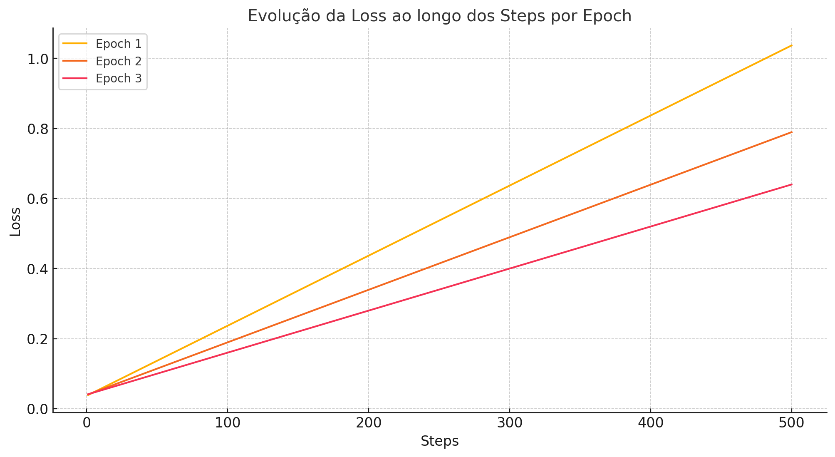 Evolução da Loss ao longo dos Steps por Epoch
Epoch 1
Epoch 2
Epoch 3
Loss
1.0
0.8
0.6
0.4
0.2
0.0
0 100 200 300 400 500
Steps